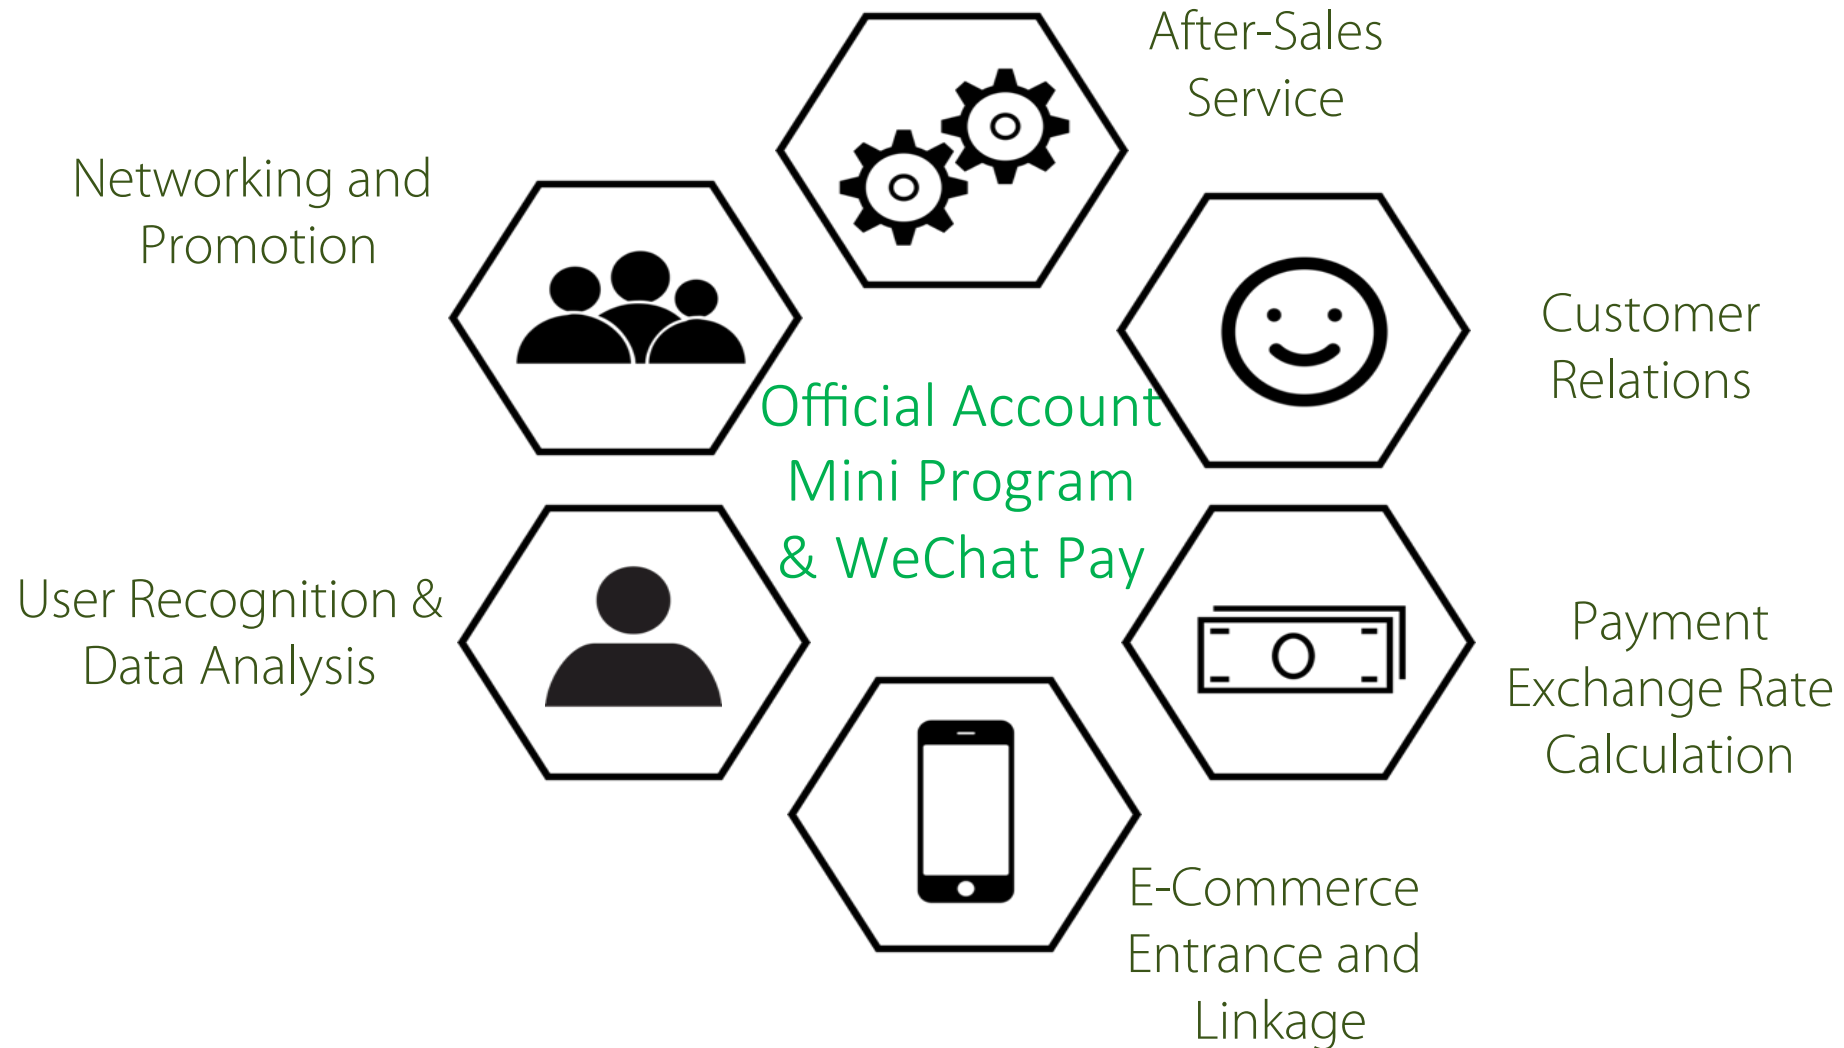 After-Sales
Service
Networking and
Promotion
Customer
Relations
Official Account
Mini Program
& WeChat Pay
User Recognition &
Data Analysis
Payment
Exchange Rate
Calculation
E-Commerce
Entrance and
Linkage